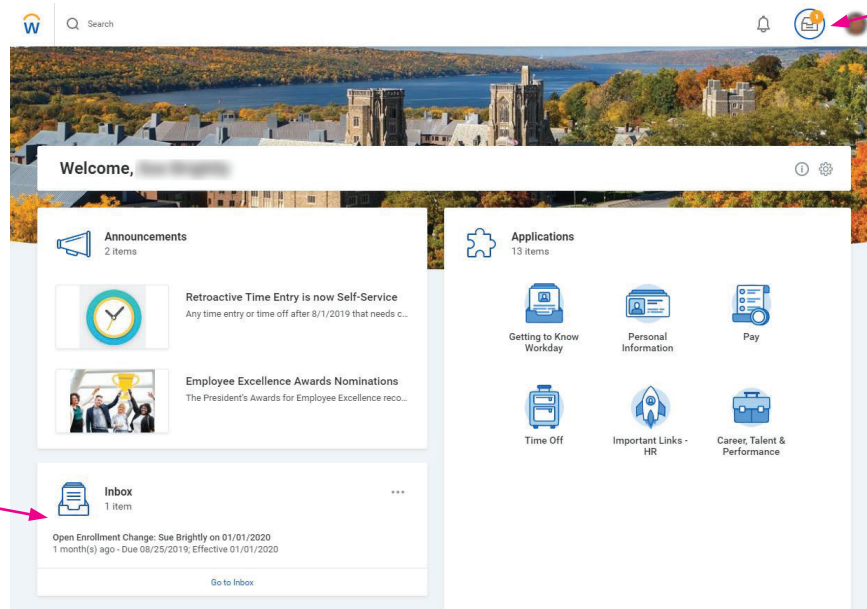 W
Search
1
Welcome,
Announcements
2 items
Retroactive Time Entry is now Self-Service
Any time entry or time off after 8/1/2019 that needs c...
Employee Excellence Awards Nominations
The President's Awards for Employee Excellence reco...
Inbox
1 item
Open Enrollment Change: Sue Brightly on 01/01/2020
1 month(s) ago - Due 08/25/2019; Effective 01/01/2020
Go to Inbox
Applications
13 items
Getting to Know
Workday
Personal
Information
Pay
Time Off
Important Links -
HR
Career, Talent &
Performance